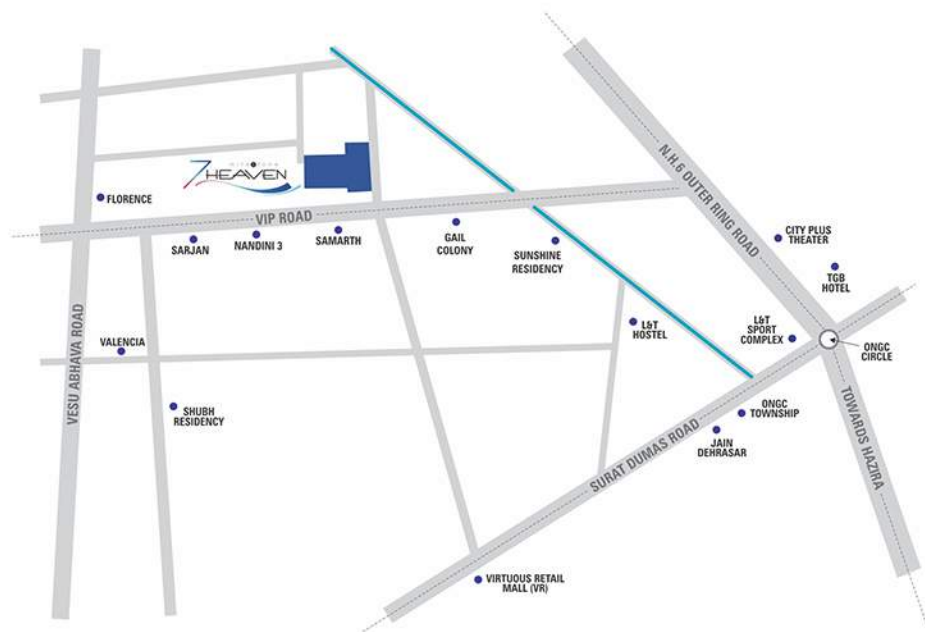 N.H.6 OUTER RING ROAD
7 HEAVEN
FLORENCE
VIP ROAD
SARJAN
NANDINI 3
SAMARTH
GAIL
COLONY
SUNSHINE
RESIDENCY
CITY PLUS
THEATER
TGB
HOTEL
VESU ABHAVA ROAD
VALENCIA
L&T
HOSTEL
L&T
SPORT
COMPLEX
ONGC
CIRCLE
SHUBH
RESIDENCY
ONGC
TOWNSHIP
JAIN
DEHRASAR
SURAT DUMAS ROAD
TOWARDS HAZIRA
VIRTUOUS RETAIL
MALL (VR)